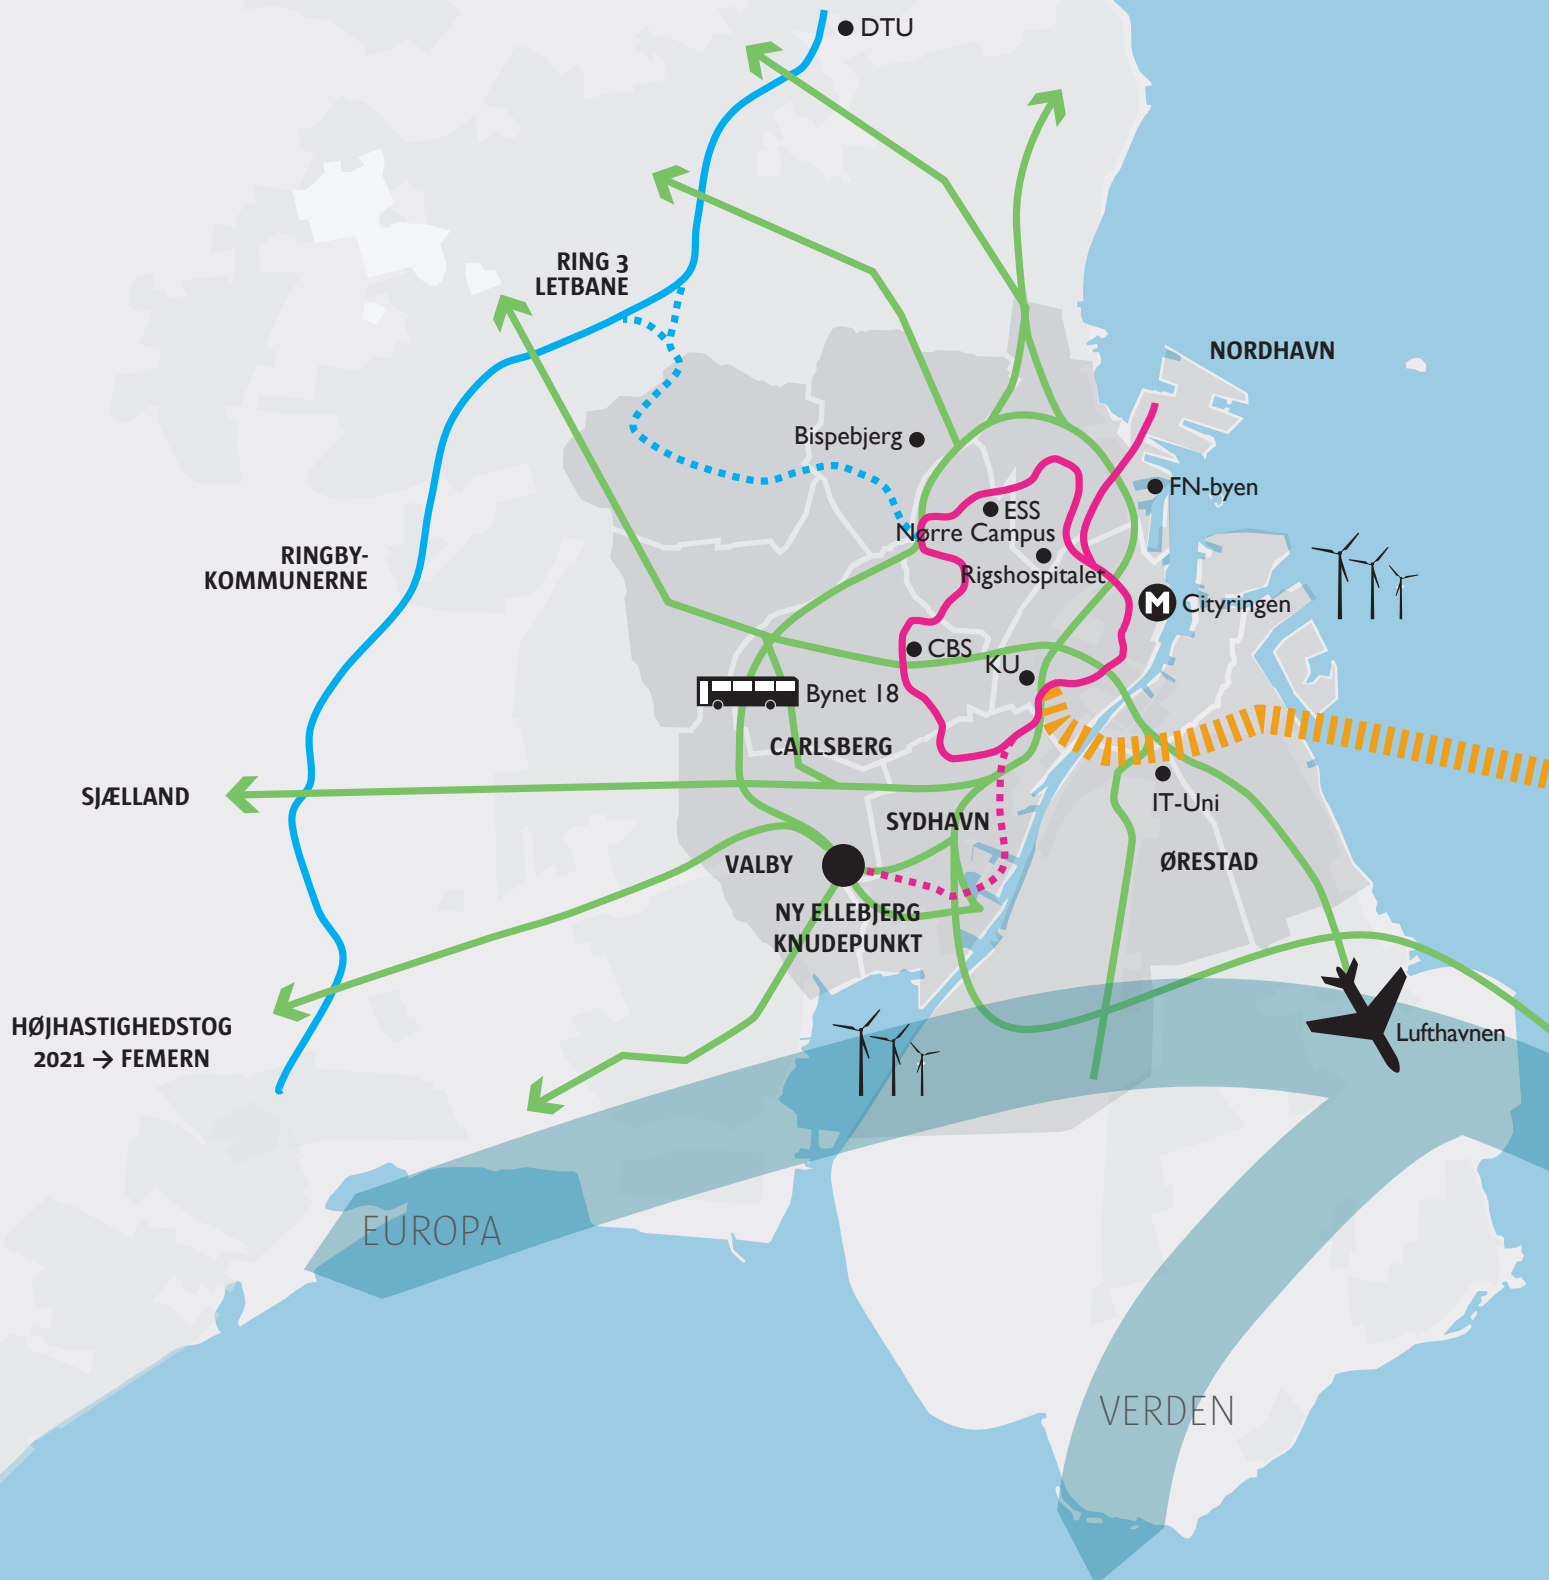 DTU
RING 3
LETBANE
NORDHAVN
Bispebjerg
FN-byen
ESS
Nørre Campus
RINGBY-
KOMMUNERNE
Rigshospitalet
M Cityringen
CBS
KU
Bynet 18
CARLSBERG
SJÆLLAND
IT-Uni
SYDHAVN
VALBY
ØRESTAD
NY ELLEBJERG
KNUDEPUNKT
HØJHASTIGHEDSTOG
2021 → FEMERN
Lufthavnen
EUROPA
VERDEN